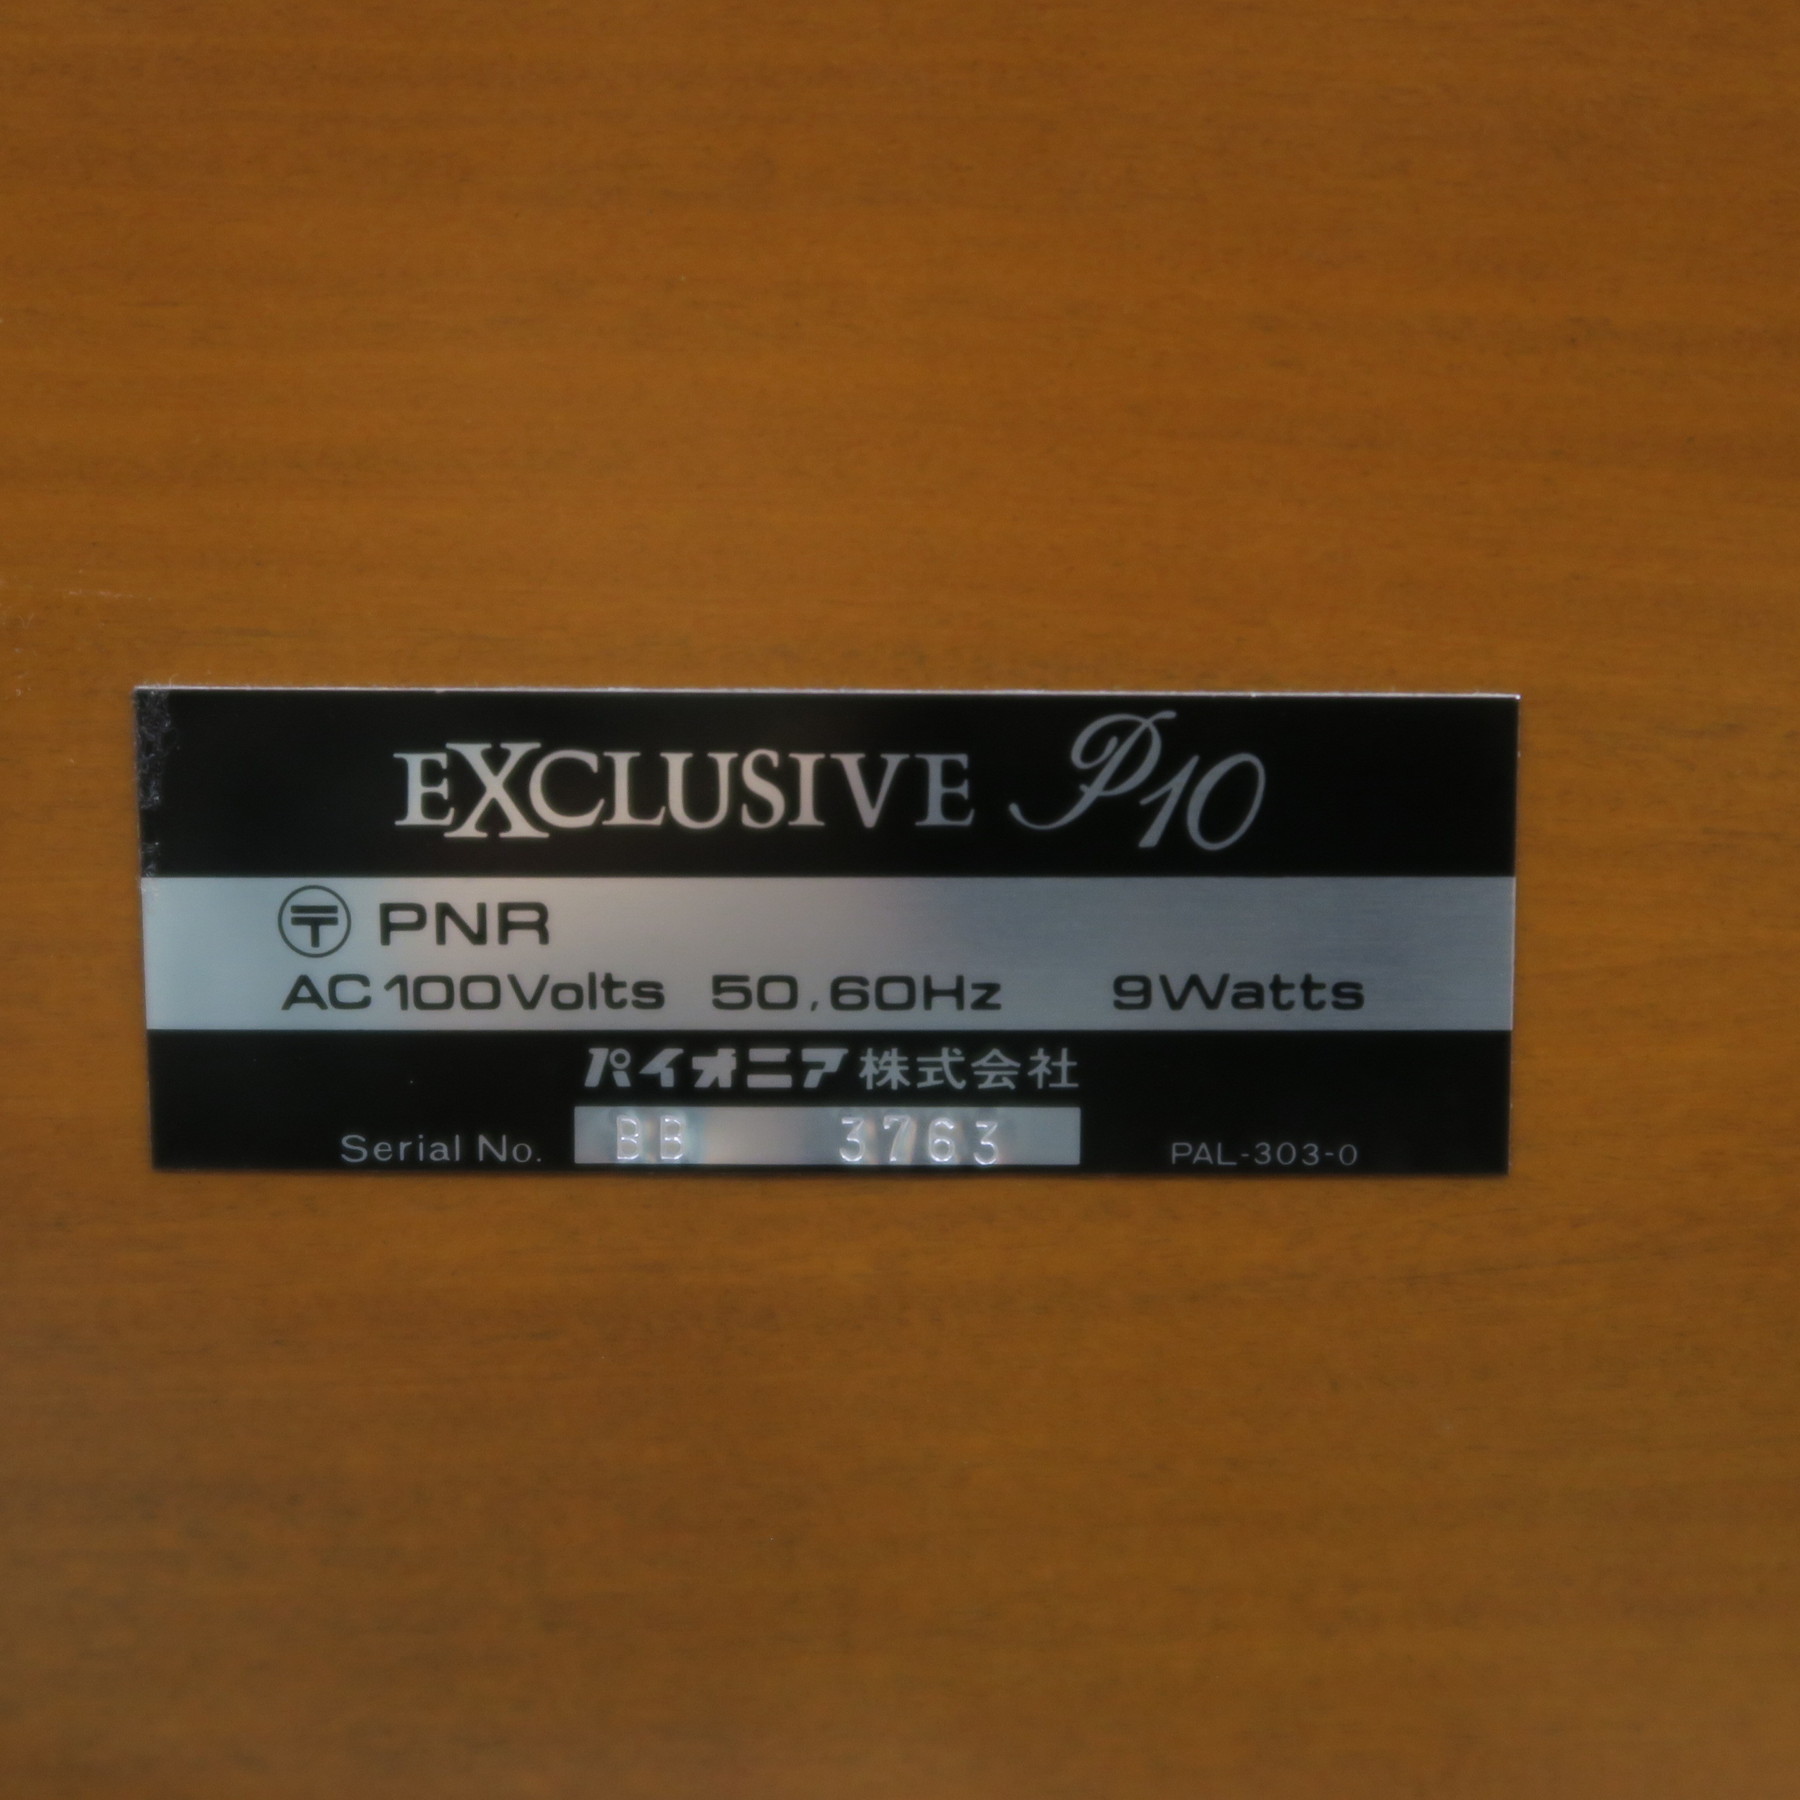 EXCLUSIVE P10
〶 PNR
AC 100Volts 50,60Hz 9Watts
パイオニア株式会社
Serial No. BB 3763 PAL-303-0